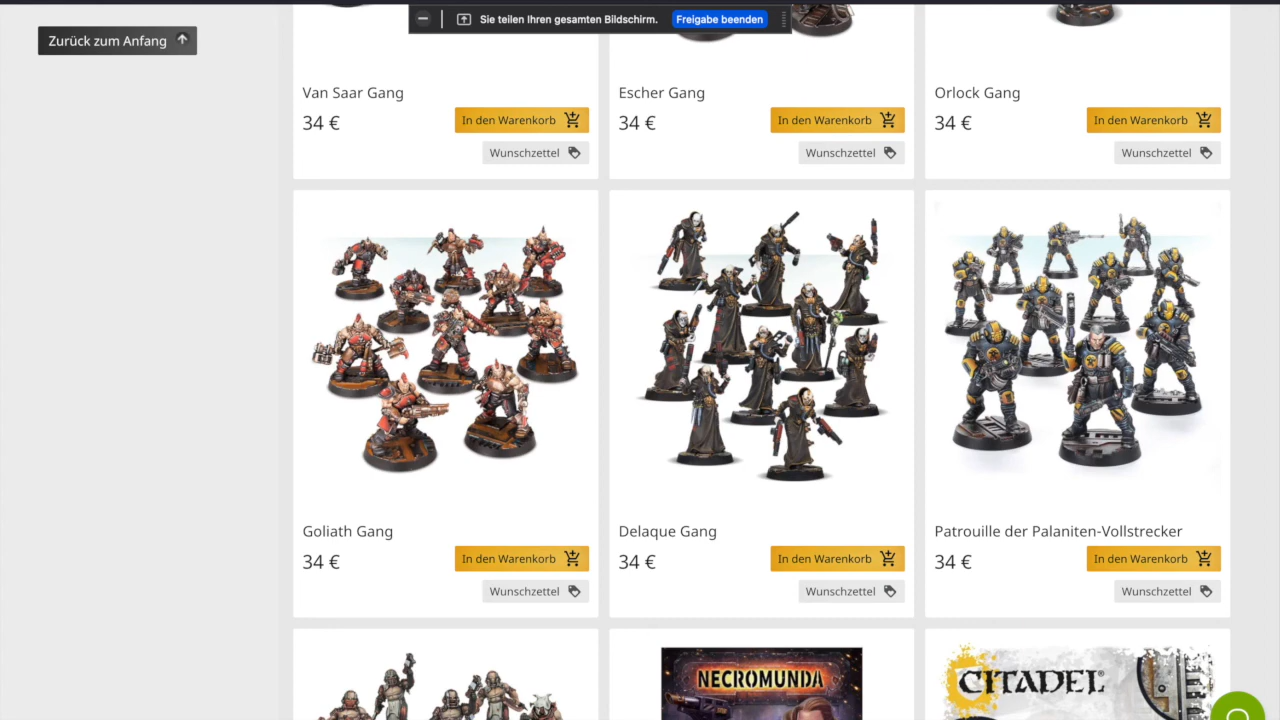 Sie teilen Ihren gesamten Bildschirm. Freigabe beenden
Zurück zum Anfang
Van Saar Gang
34 €
In den Warenkorb
Wunschzettel
Escher Gang
34 €
In den Warenkorb
Wunschzettel
Orlock Gang
34 €
In den Warenkorb
Wunschzettel
Goliath Gang
34 €
In den Warenkorb
Wunschzettel
Delaque Gang
34 €
In den Warenkorb
Wunschzettel
Patrouille der Palaniten-Vollstrecker
34 €
In den Warenkorb
Wunschzettel
NECROMUNDA
CITADEL®